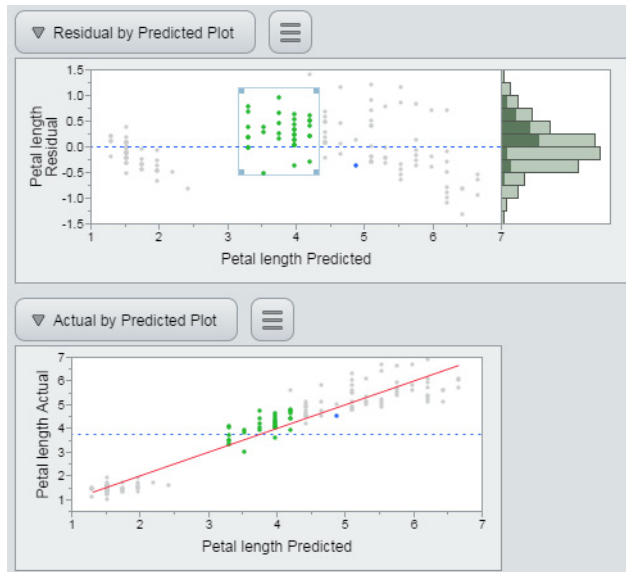 Residual by Predicted Plot
1.5
1.0
0.5
0.0
-0.5
-1.0
-1.5
Petal length
Residual
1 2 3 4 5 6 7
Petal length Predicted
Actual by Predicted Plot
7
6
5
4
3
2
1
Petal length Actual
1 2 3 4 5 6 7
Petal length Predicted